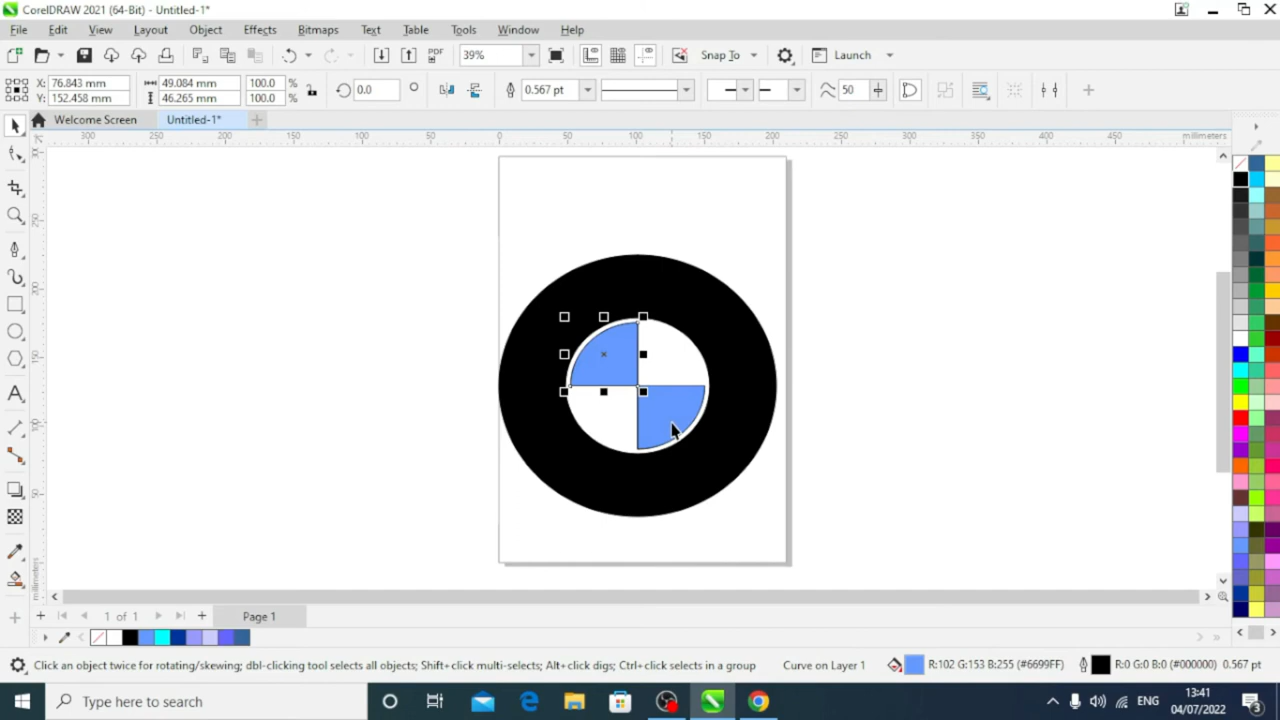 CorelDRAW 2021 (64-Bit) - Untitled-1*
File Edit View Layout Object Effects Bitmaps Text Table Tools Window Help
PDF 39% Snap To Launch
X: 76.843 mm 49.084 mm 100.0 %
Y: 152.458 mm 46.265 mm 100.0 %
0.0 0.567 pt 50
Welcome Screen Untitled-1*
300 250 200 150 100 50 0 50 100 150 200 250 300 350 400 450 millimeters
1 of 1 Page 1
Click an object twice for rotating/skewing; dbl-clicking tool selects all objects; Shift+click multi-selects; Alt+click digs; Ctrl+click selects in a group Curve on Layer 1 R:102 G:153 B:255 (#6699FF) R:0 G:0 B:0 (#000000) 0.567 pt
Type here to search
ENG
13:41
04/07/2022
3